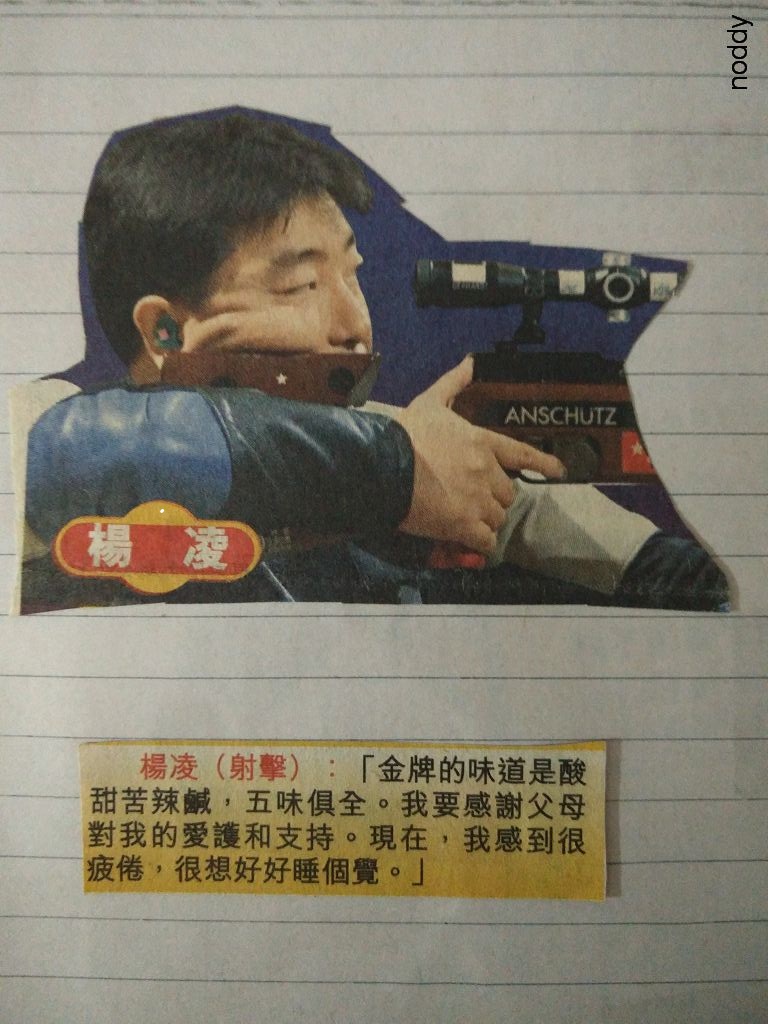 noddy
ANSCHUTZ
楊 凌
楊凌（射擊）：「金牌的味道是酸
甜苦辣鹹，五味俱全。我要感謝父母
對我的愛護和支持。現在，我感到很
疲倦，很想好好睡個覺。」